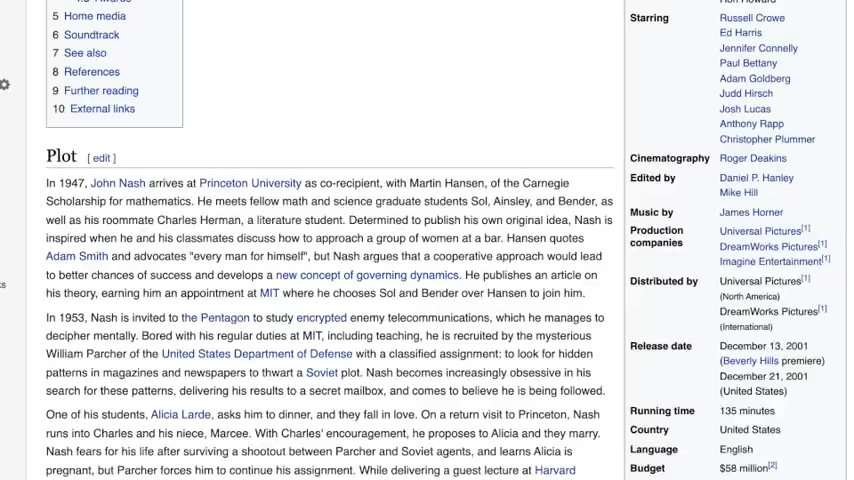 5 Home media
6 Soundtrack
7 See also
8 References
9 Further reading
10 External links
Plot [ edit ]
In 1947, John Nash arrives at Princeton University as co-recipient, with Martin Hansen, of the Carnegie
Scholarship for mathematics. He meets fellow math and science graduate students Sol, Ainsley, and Bender, as
well as his roommate Charles Herman, a literature student. Determined to publish his own original idea, Nash is
inspired when he and his classmates discuss how to approach a group of women at a bar. Hansen quotes
Adam Smith and advocates "every man for himself", but Nash argues that a cooperative approach would lead
to better chances of success and develops a new concept of governing dynamics. He publishes an article on
his theory, earning him an appointment at MIT where he chooses Sol and Bender over Hansen to join him.
In 1953, Nash is invited to the Pentagon to study encrypted enemy telecommunications, which he manages to
decipher mentally. Bored with his regular duties at MIT, including teaching, he is recruited by the mysterious
William Parcher of the United States Department of Defense with a classified assignment: to look for hidden
patterns in magazines and newspapers to thwart a Soviet plot. Nash becomes increasingly obsessive in his
search for these patterns, delivering his results to a secret mailbox, and comes to believe he is being followed.
One of his students, Alicia Larde, asks him to dinner, and they fall in love. On a return visit to Princeton, Nash
runs into Charles and his niece, Marcee. With Charles' encouragement, he proposes to Alicia and they marry.
Nash fears for his life after surviving a shootout between Parcher and Soviet agents, and learns Alicia is
pregnant, but Parcher forces him to continue his assignment. While delivering a guest lecture at Harvard
Starring Russell Crowe
Ed Harris
Jennifer Connelly
Paul Bettany
Adam Goldberg
Judd Hirsch
Josh Lucas
Anthony Rapp
Christopher Plummer
Cinematography Roger Deakins
Edited by Daniel P. Hanley
Mike Hill
Music by James Horner
Production companies Universal Pictures[1]
DreamWorks Pictures[1]
Imagine Entertainment[1]
Distributed by Universal Pictures[1]
(North America)
DreamWorks Pictures[1]
(International)
Release date December 13, 2001
(Beverly Hills premiere)
December 21, 2001
(United States)
Running time 135 minutes
Country United States
Language English
Budget $58 million[2]